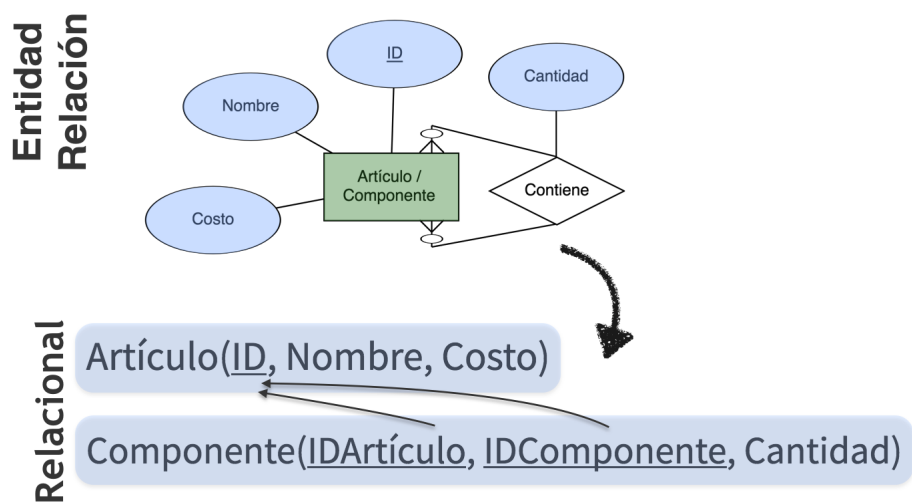 Entidad
Relación
ID
Cantidad
Nombre
Artículo /
Componente
Contiene
Costo
Relacional
Artículo(ID, Nombre, Costo)
Componente(IDArtículo, IDComponente, Cantidad)